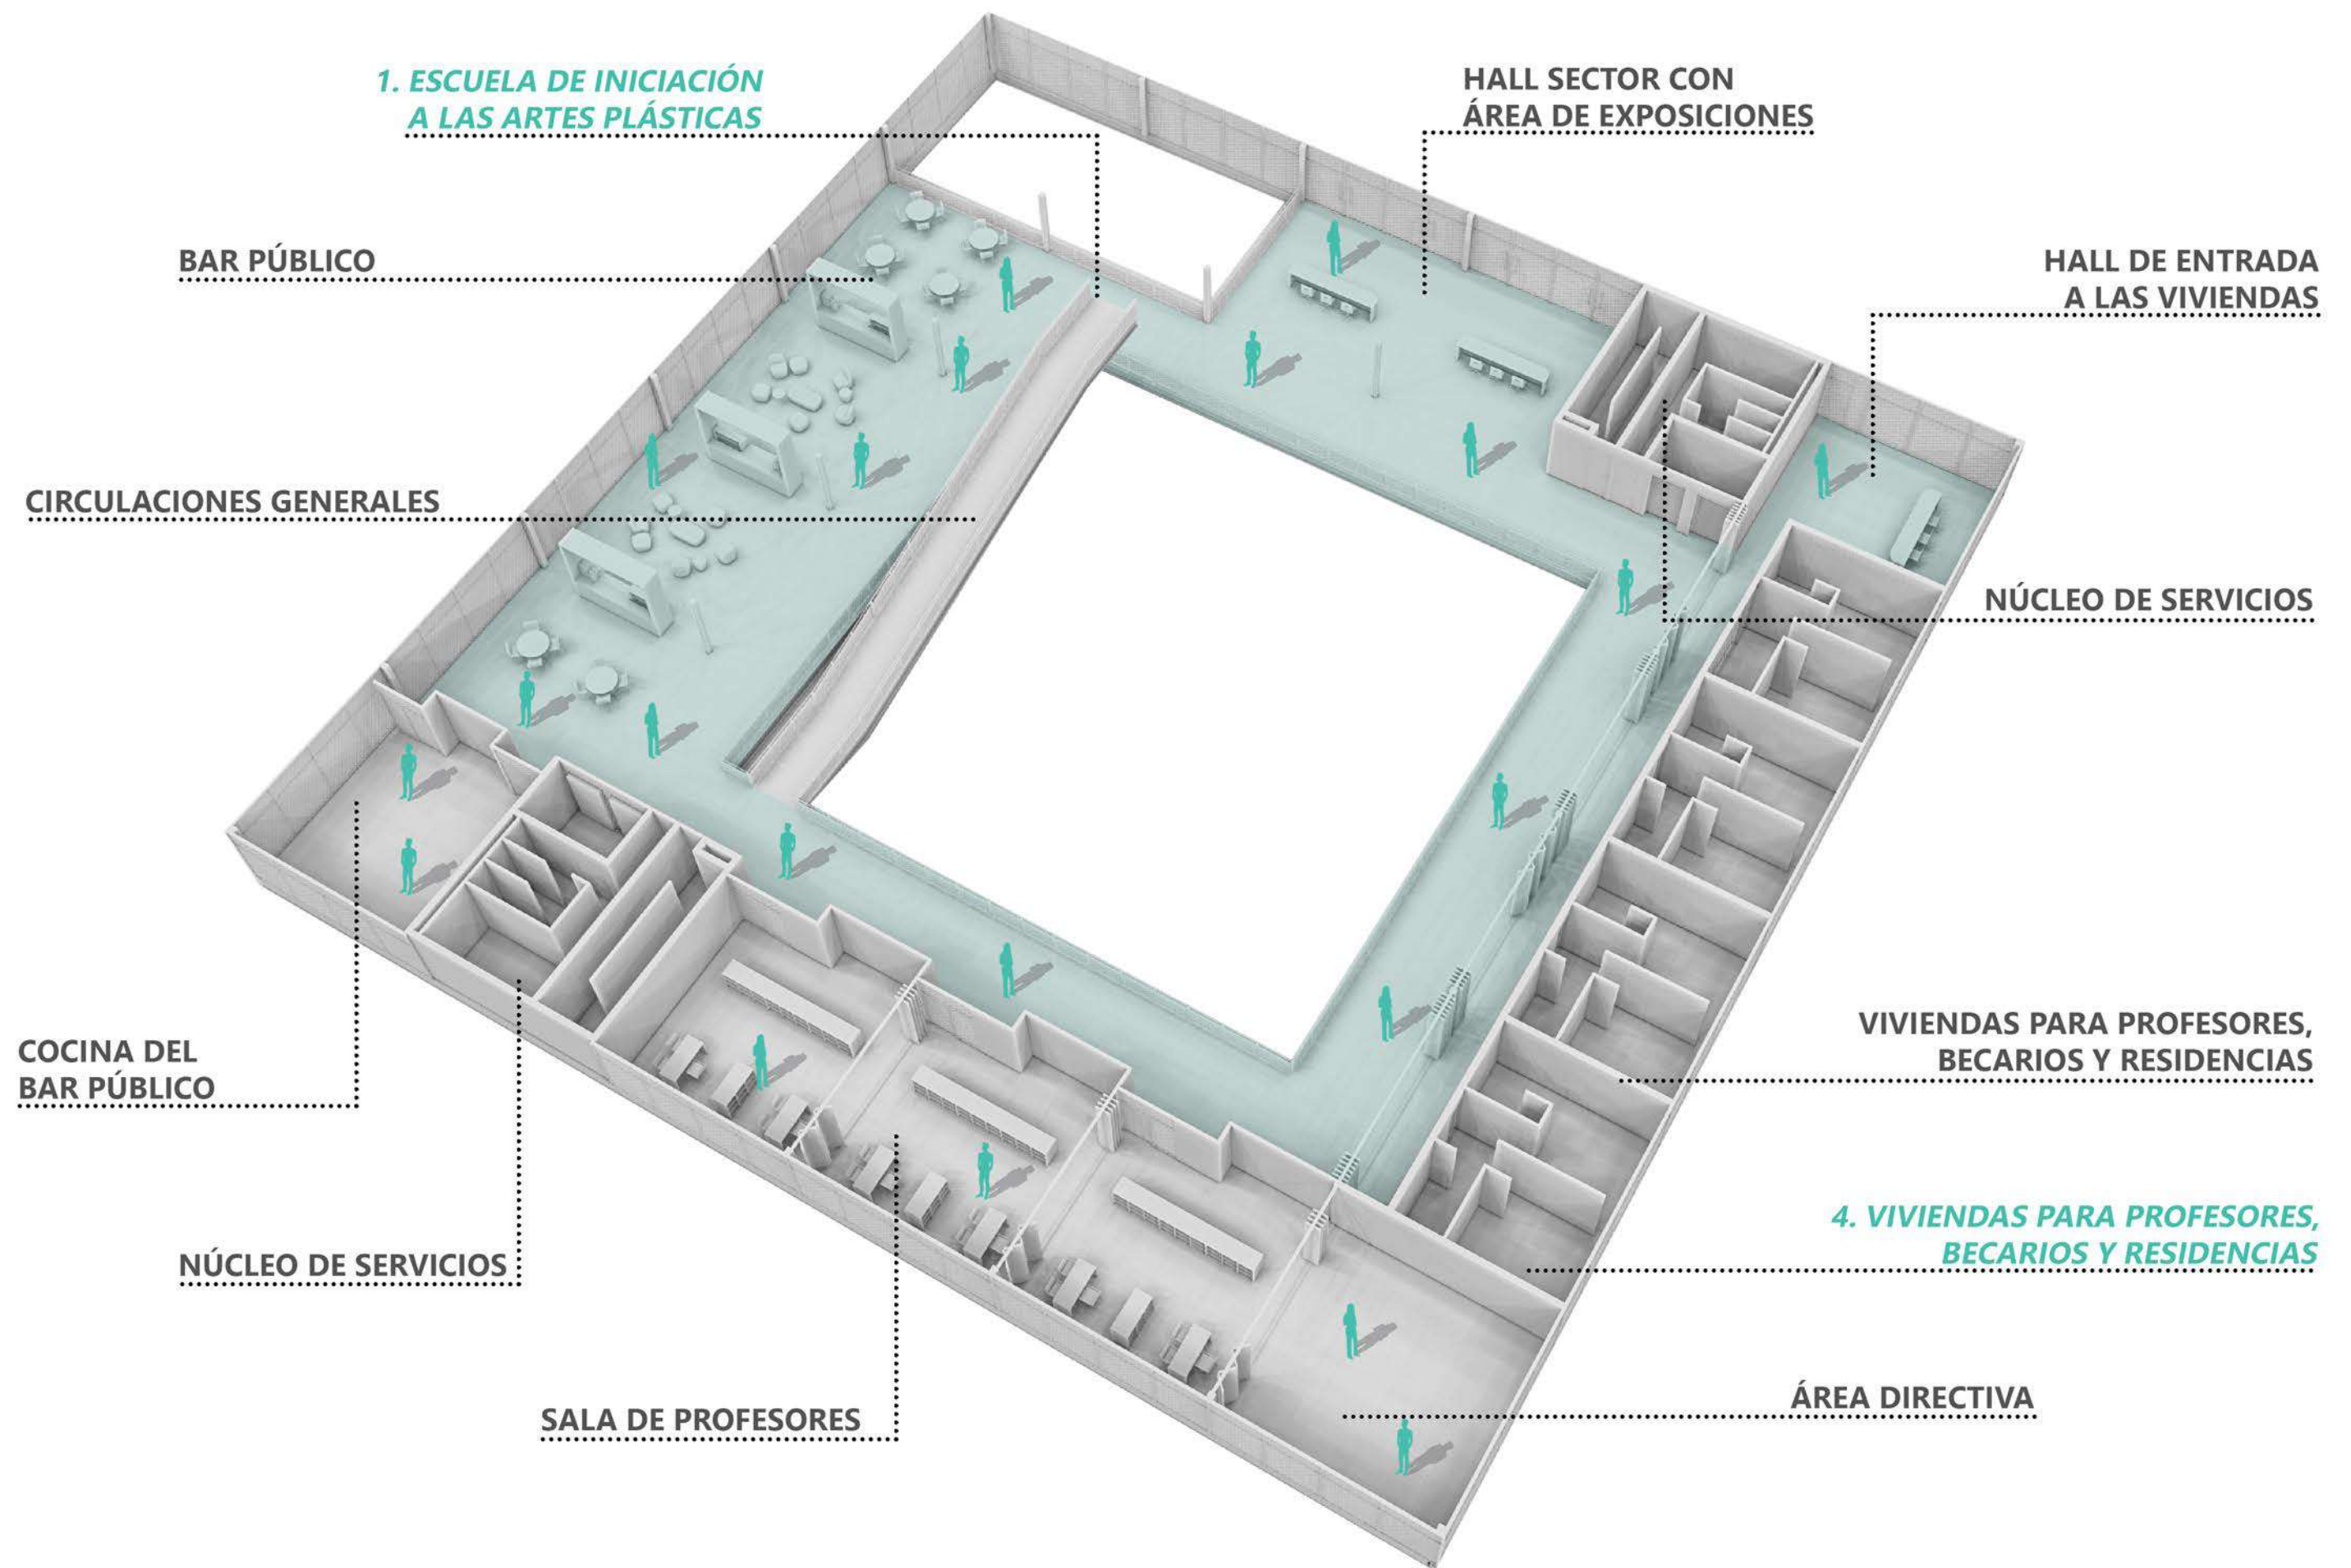 1. ESCUELA DE INICIACIÓN
A LAS ARTES PLÁSTICAS
HALL SECTOR CON
ÁREA DE EXPOSICIONES
BAR PÚBLICO
HALL DE ENTRADA
A LAS VIVIENDAS
CIRCULACIONES GENERALES
NÚCLEO DE SERVICIOS
COCINA DEL
BAR PÚBLICO
VIVIENDAS PARA PROFESORES,
BECARIOS Y RESIDENCIAS
NÚCLEO DE SERVICIOS
4. VIVIENDAS PARA PROFESORES,
BECARIOS Y RESIDENCIAS
SALA DE PROFESORES
ÁREA DIRECTIVA